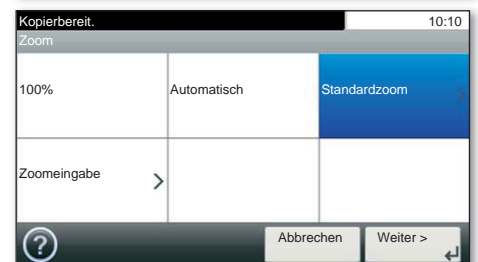 Kopierbereit. 10:10
Zoom
100% Automatisch Standardzoom
Zoomeingabe
Abbrechen Weiter >